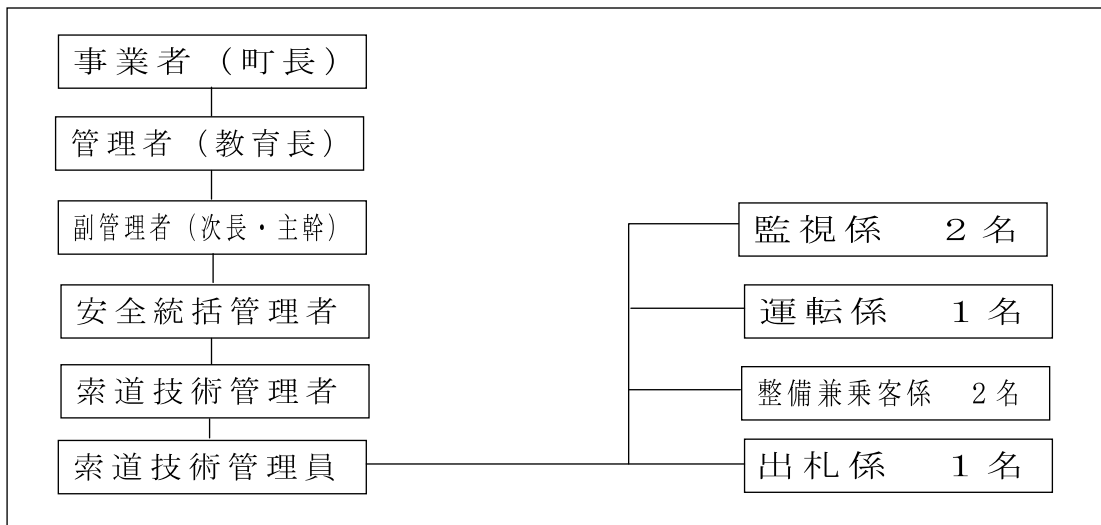 事業者（町長）
管理者（教育長）
副管理者（次長・主幹）
安全統括管理者
索道技術管理者
索道技術管理員
監視係　２名
運転係　１名
整備兼乗客係　２名
出札係　１名